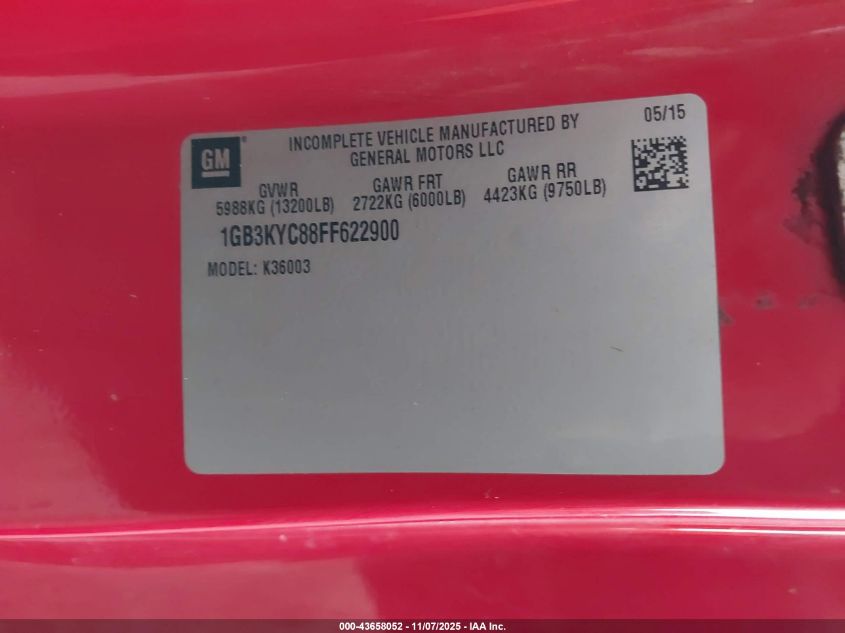 GM
INCOMPLETE VEHICLE MANUFACTURED BY
GENERAL MOTORS LLC
05/15
GVWR GAWR FRT GAWR RR
5988KG (13200LB) 2722KG (6000LB) 4423KG (9750LB)
1GB3KYC88FF622900
MODEL: K36003
000-43658052 - 11/07/2025 - IAA Inc.